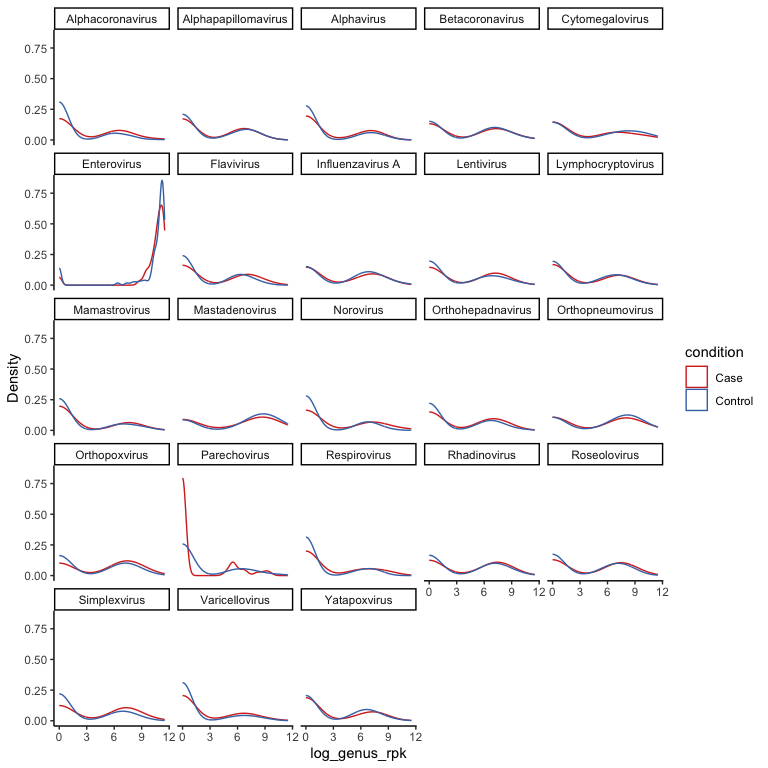 Alphacoronavirus Alphapapillomavirus Alphavirus Betacoronavirus Cytomegalovirus
0.75
0.50
0.25
0.00
Enterovirus Flavivirus Influenzavirus A Lentivirus Lymphocryptovirus
0.75
0.50
0.25
0.00
Mamastrovirus Mastadenovirus Norovirus Orthohepadnavirus Orthopneumovirus
0.75
0.50
0.25
0.00
Orthopoxvirus Parechovirus Respirovirus Rhadinovirus Roseolovirus
0.75
0.50
0.25
0.00
0 3 6 9 12 0 3 6 9 12
Simplexvirus Varicellovirus Yatapoxvirus
0.75
0.50
0.25
0.00
0 3 6 9 12 0 3 6 9 12 0 3 6 9 12
log_genus_rpk
Density
condition
Case
Control